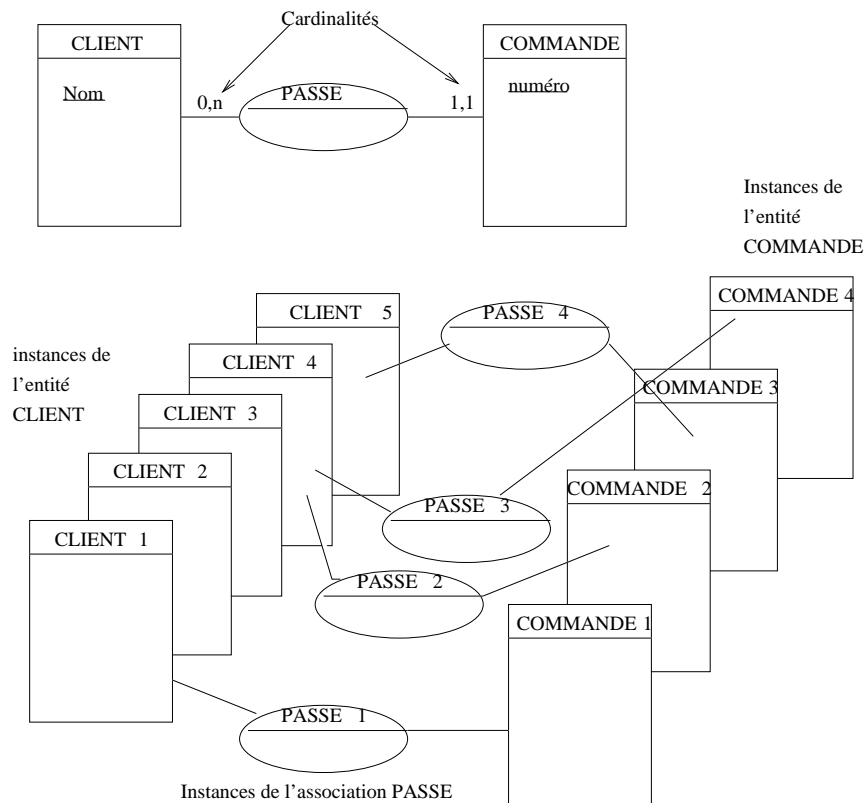 Cardinalités
CLIENT
COMMANDE
Nom
0,n
PASSE
1,1
numéro
Instances de
l'entité
COMMANDE
instances de
l'entité
CLIENT
CLIENT 5
PASSE 4
COMMANDE 4
CLIENT 4
COMMANDE 3
CLIENT 3
CLIENT 2
PASSE 3
COMMANDE 2
CLIENT 1
PASSE 2
COMMANDE 1
PASSE 1
Instances de l'association PASSE